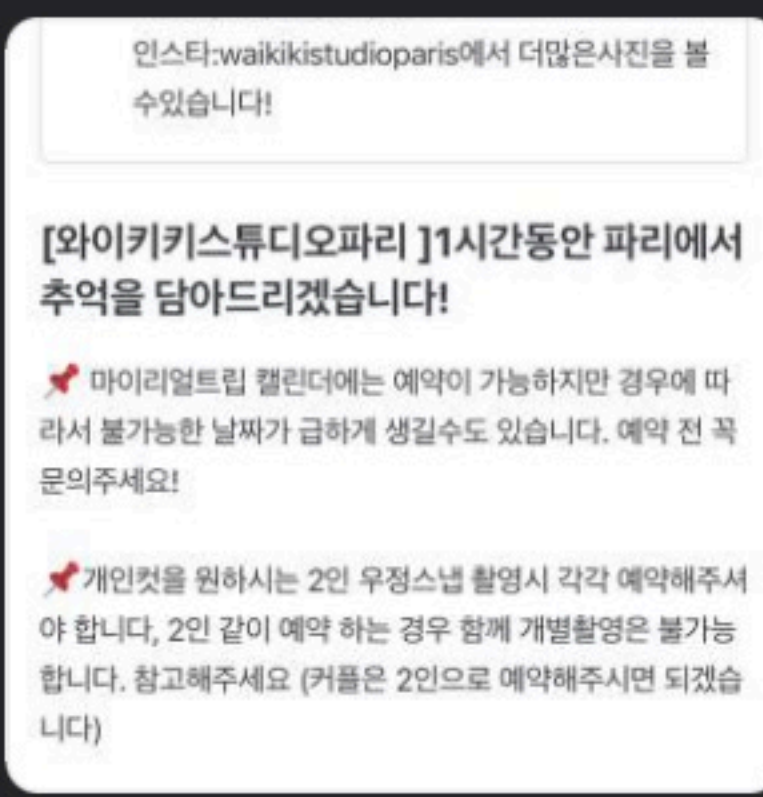 인스타:waikikistudioparis에서 더많은사진을 볼
수있습니다!
[와이키키스튜디오파리 ]1시간동안 파리에서
추억을 담아드리겠습니다!
📌 마이리얼트립 캘린더에는 예약이 가능하지만 경우에 따
라서 불가능한 날짜가 급하게 생길수도 있습니다. 예약 전 꼭
문의주세요!
📌개인컷을 원하시는 2인 우정스냅 촬영시 각각 예약해주셔
야 합니다, 2인 같이 예약 하는 경우 함께 개별촬영은 불가능
합니다. 참고해주세요 (커플은 2인으로 예약해주시면 되겠습
니다)